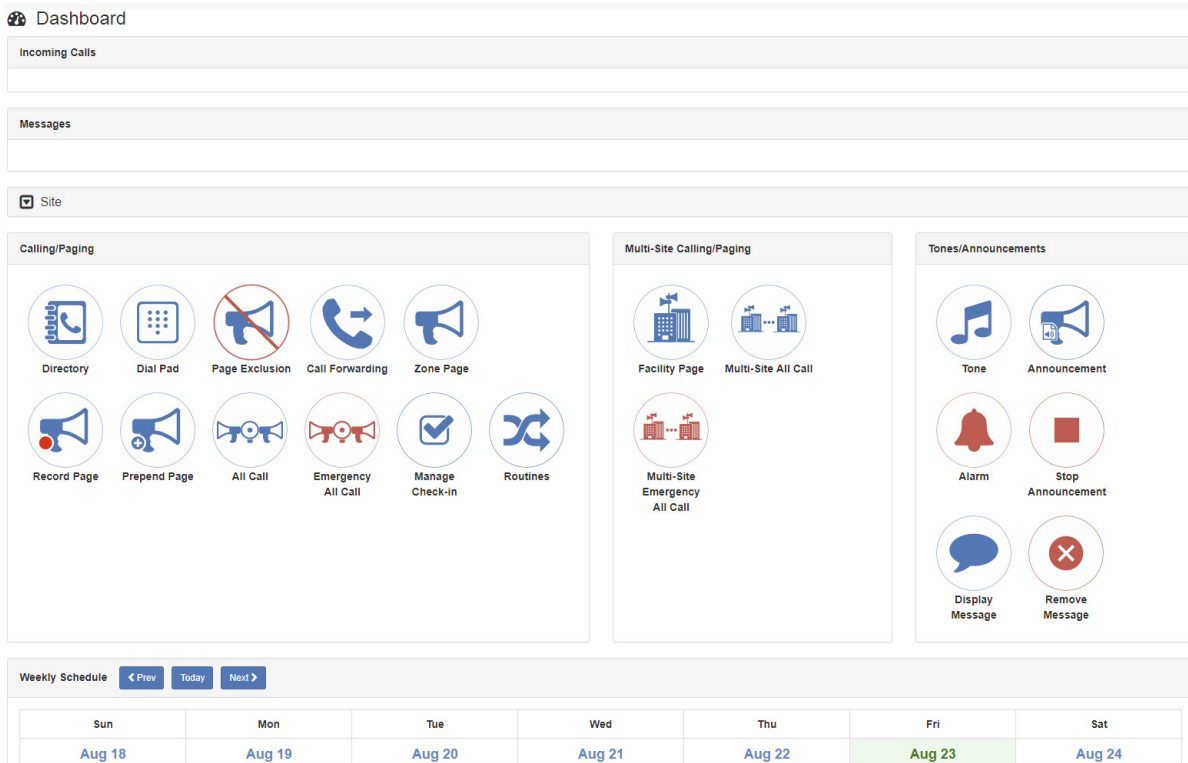 Dashboard
Incoming Calls
Messages
Site
Calling/Paging
Directory
Dial Pad
Page Exclusion
Call Forwarding
Zone Page
Record Page
Prepend Page
All Call
Emergency
All Call
Manage
Check-in
Routines
Multi-Site Calling/Paging
Facility Page
Multi-Site All Call
Multi-Site
Emergency
All Call
Tones/Announcements
Tone
Announcement
Alarm
Stop
Announcement
Display
Message
Remove
Message
Weekly Schedule
Prev
Today
Next
Sun Mon Tue Wed Thu Fri Sat
Aug 18 Aug 19 Aug 20 Aug 21 Aug 22 Aug 23 Aug 24